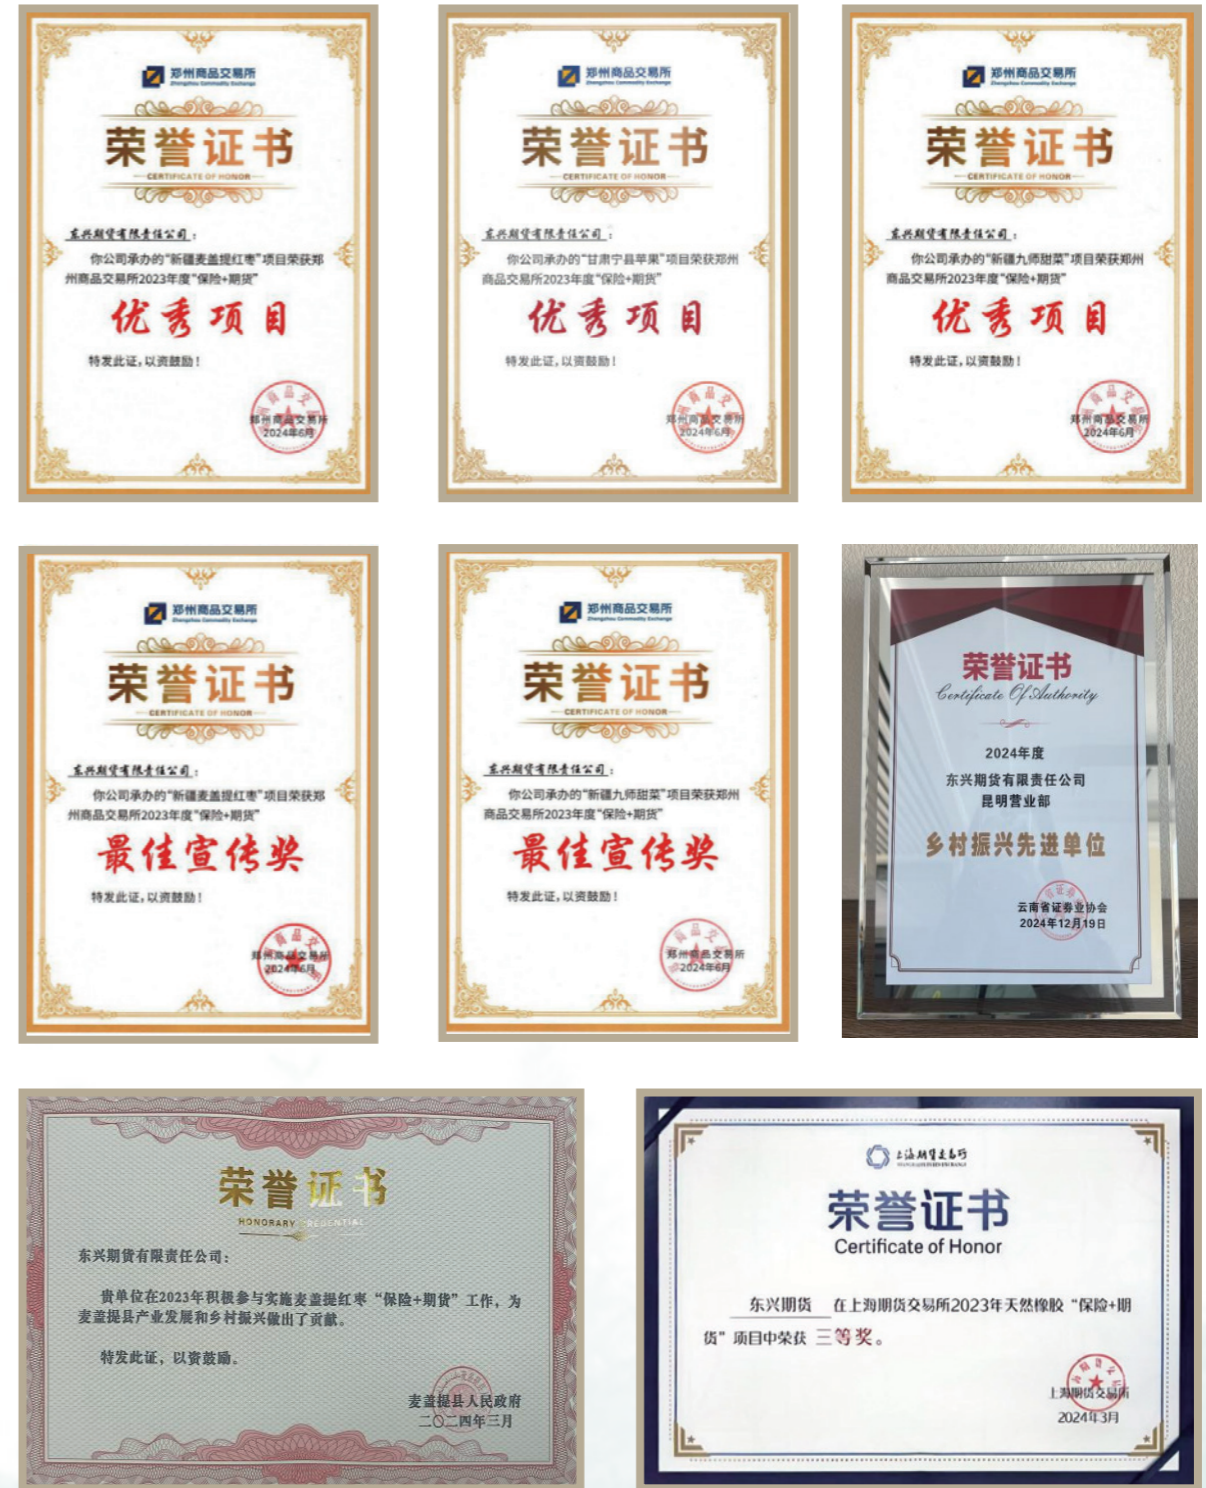 郑州商品交易所
Zhengzhou Commodity Exchange
荣誉证书
CERTIFICATE OF HONOR
东兴期货有限责任公司：
你公司承办的“新疆麦盖提红枣”项目荣获郑
州商品交易所2023年度“保险+期货”
优秀项目
特发此证，以资鼓励！
郑州商品交易所
2024年6月
郑州商品交易所
Zhengzhou Commodity Exchange
荣誉证书
CERTIFICATE OF HONOR
东兴期货有限责任公司：
你公司承办的“甘肃宁县苹果”项目荣获郑州
商品交易所2023年度“保险+期货”
优秀项目
特发此证，以资鼓励！
郑州商品交易所
2024年6月
郑州商品交易所
Zhengzhou Commodity Exchange
荣誉证书
CERTIFICATE OF HONOR
东兴期货有限责任公司：
你公司承办的“新疆九师甜菜”项目荣获郑州
商品交易所2023年度“保险+期货”
优秀项目
特发此证，以资鼓励！
郑州商品交易所
2024年6月
郑州商品交易所
Zhengzhou Commodity Exchange
荣誉证书
CERTIFICATE OF HONOR
东兴期货有限责任公司：
你公司承办的“新疆麦盖提红枣”项目荣获郑
州商品交易所2023年度“保险+期货”
最佳宣传奖
特发此证，以资鼓励！
郑州商品交易所
2024年6月
郑州商品交易所
Zhengzhou Commodity Exchange
荣誉证书
CERTIFICATE OF HONOR
东兴期货有限责任公司：
你公司承办的“新疆九师甜菜”项目荣获郑州
商品交易所2023年度“保险+期货”
最佳宣传奖
特发此证，以资鼓励！
郑州商品交易所
2024年6月
荣誉证书
Certificate Of Authority
2024年度
东兴期货有限责任公司
昆明营业部
乡村振兴先进单位
云南省证券业协会
2024年12月19日
荣誉证书
HONORARY CREDENTIAL
东兴期货有限责任公司：
贵单位在2023年积极参与实施麦盖提红枣“保险+期货”工作，为
麦盖提县产业发展和乡村振兴做出了贡献。
特发此证，以资鼓励。
麦盖提县人民政府
二〇二四年三月
上海期货交易所
荣誉证书
Certificate of Honor
东兴期货 在上海期货交易所2023年天然橡胶“保险+期
货”项目中荣获 三等奖。
上海期货交易所
2024年3月